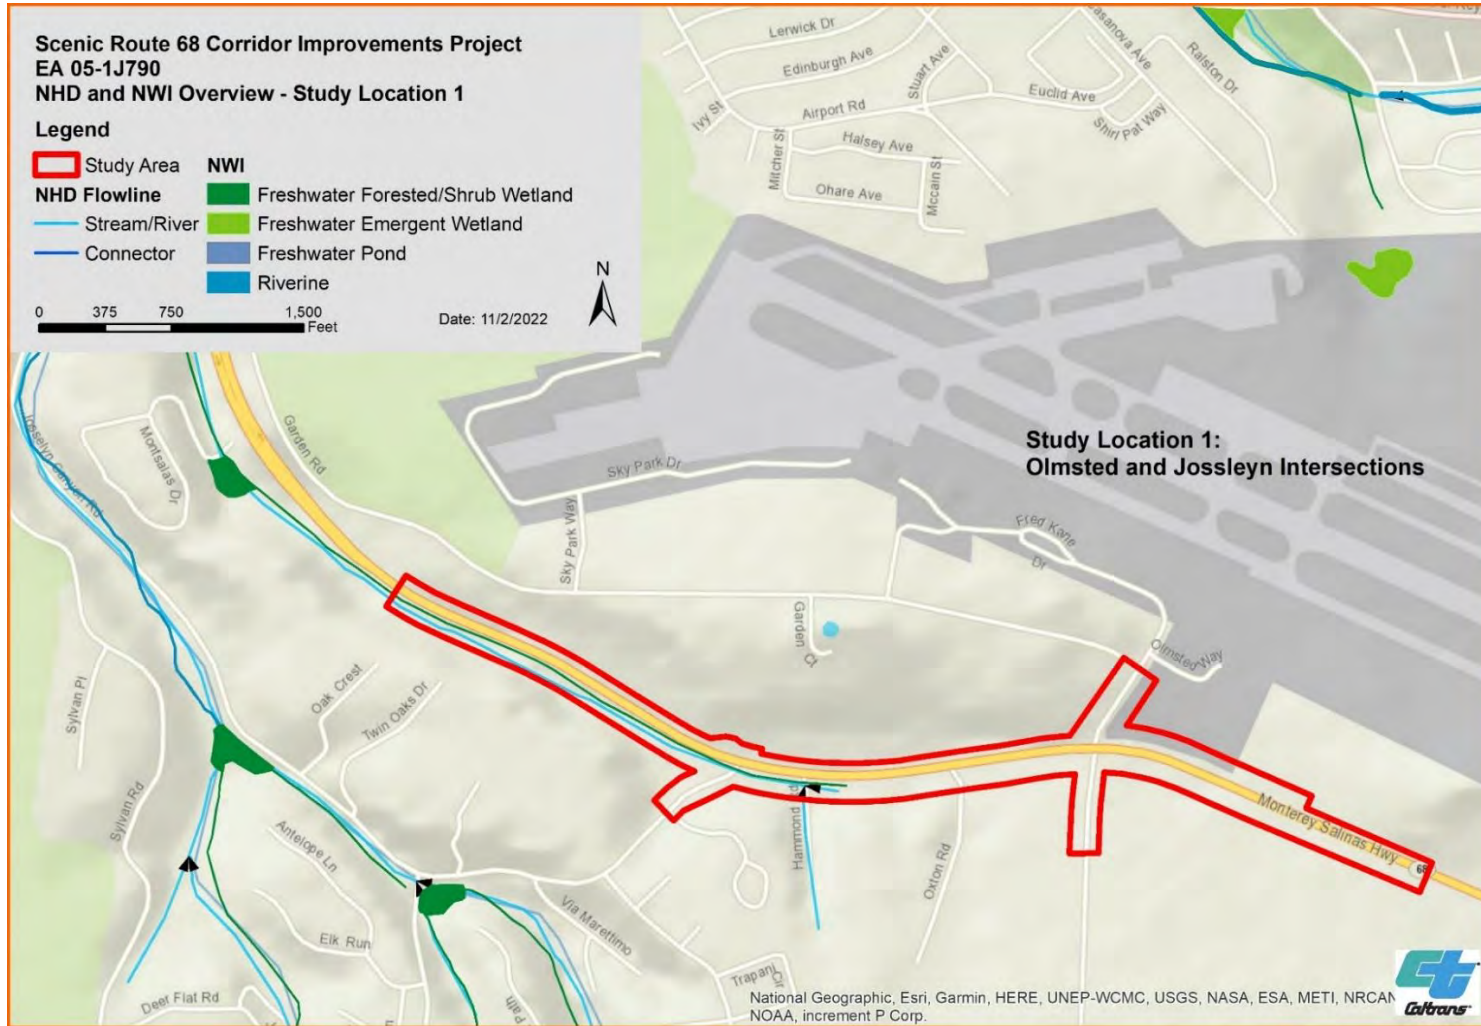 Scenic Route 68 Corridor Improvements Project
EA 05-1J790
NHD and NWI Overview - Study Location 1
Legend
Study Area
NWI
NHD Flowline
Freshwater Forested/Shrub Wetland
Stream/River
Freshwater Emergent Wetland
Connector
Freshwater Pond
Riverine
0 375 750 1,500
Feet
Date: 11/2/2022
N
Lerwick Dr
Edinburgh Ave
Stuart Ave
Ralston Dr
Ivy St
Airport Rd
Euclid Ave
Shirl Pat Way
Mitcher St
Halsey Ave
Ohare Ave
Mccain St
Study Location 1:
Olmsted and Jossleyn Intersections
Garden Rd
Montsalas Dr
Josselyn Canyon Rd
Sky Park Dr
Sky Park Way
Fred Kane
Dr
Garden
Ct
Olmsted Way
Oak Crest
Twin Oaks Dr
Sylvan Pl
Sylvan Rd
Antelope Ln
Hammond
Oxton Rd
Monterey Salinas Hwy
68
Via Marettimo
Elk Run
Deer Flat Rd
Trapani
Cir
National Geographic, Esri, Garmin, HERE, UNEP-WCMC, USGS, NASA, ESA, METI, NRCAN
NOAA, increment P Corp.
Caltrans